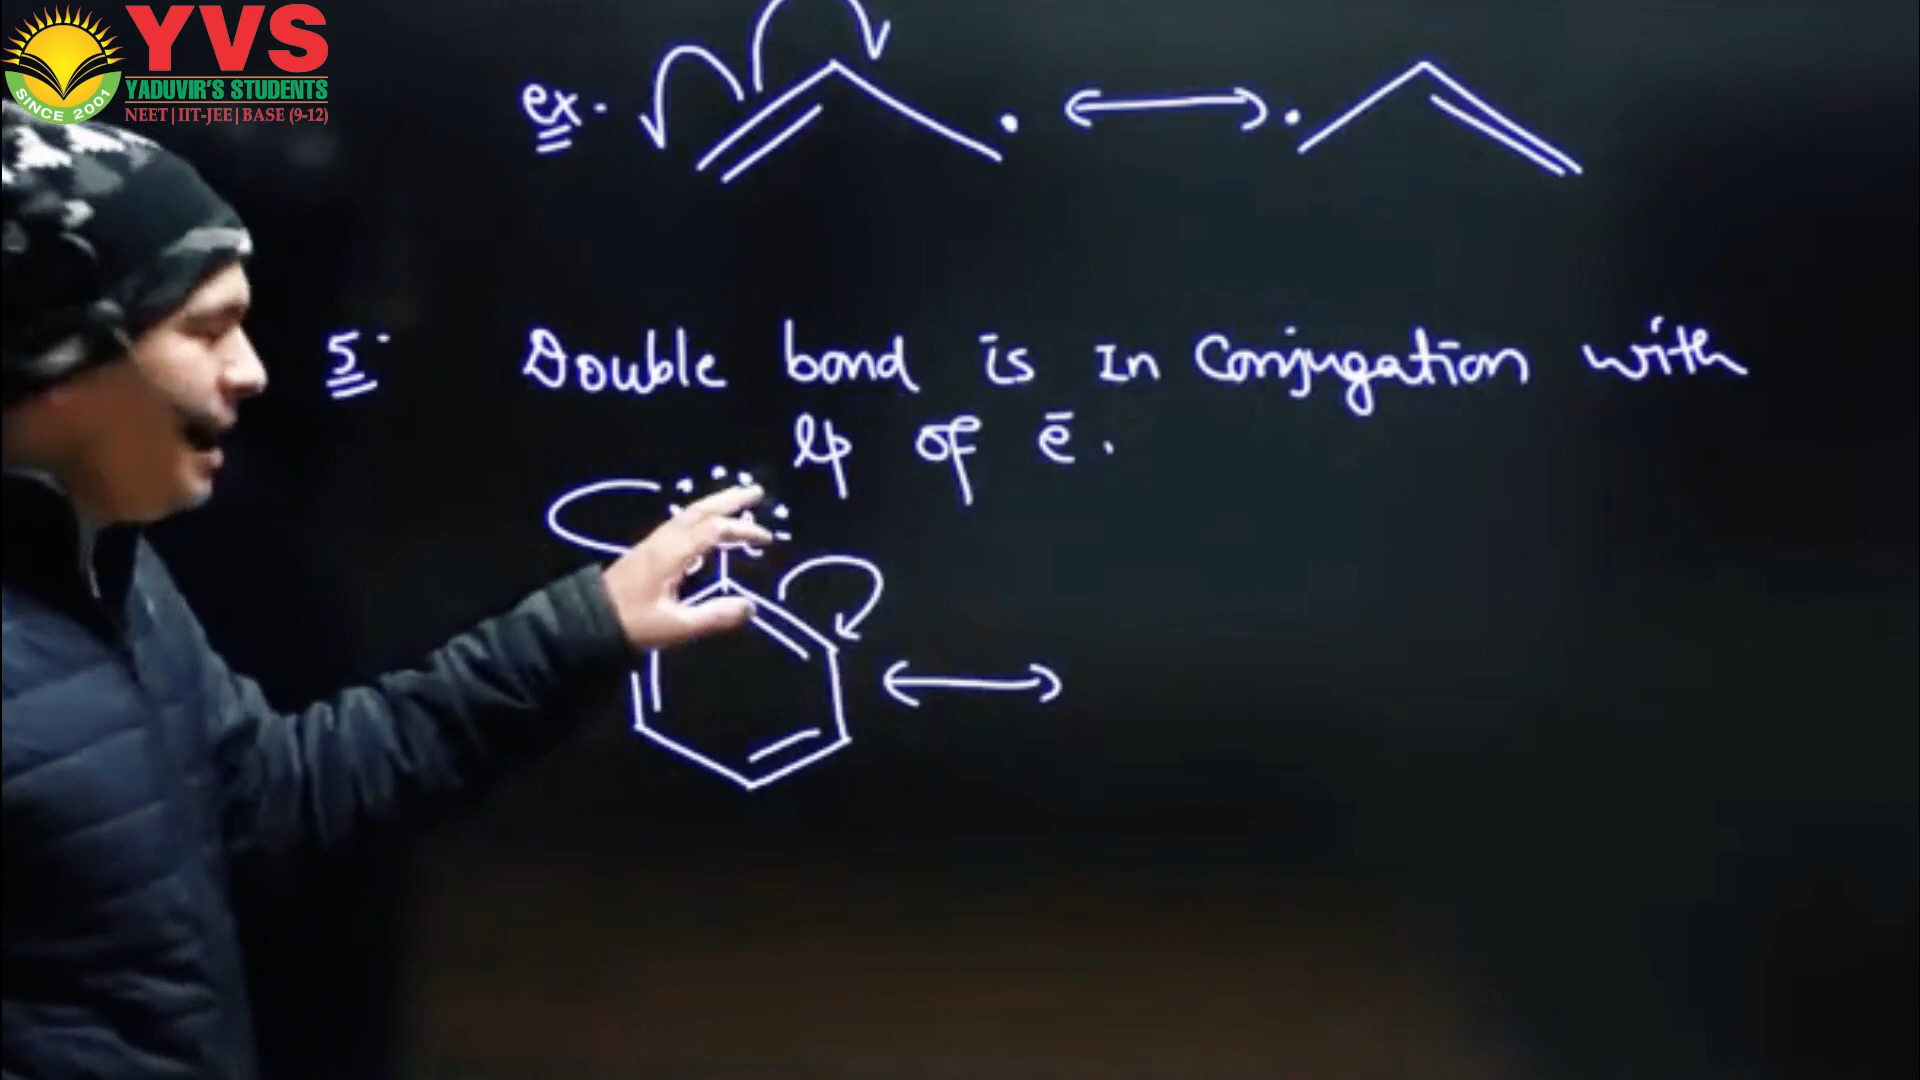 YVS
YADUVIR'S STUDENTS
SINCE 2001
NEET | IIT-JEE | BASE (9-12)
ex.
5. Double bond is In Conjugation with
lp of ē.